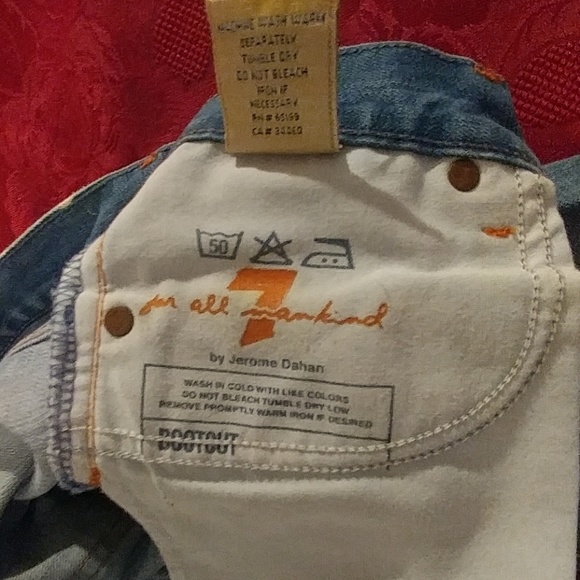 MACHINE WASH WARM
SEPARATELY
TUMBLE DRY
DO NOT BLEACH
IRON IF
NECESSARY
50
7
for all mankind
by Jerome Dahan
WASH IN COLD WITH LIKE COLORS
DO NOT BLEACH TUMBLE DRY LOW
REMOVE PROMPTLY WARM IRON IF DESIRED
BOOTCUT